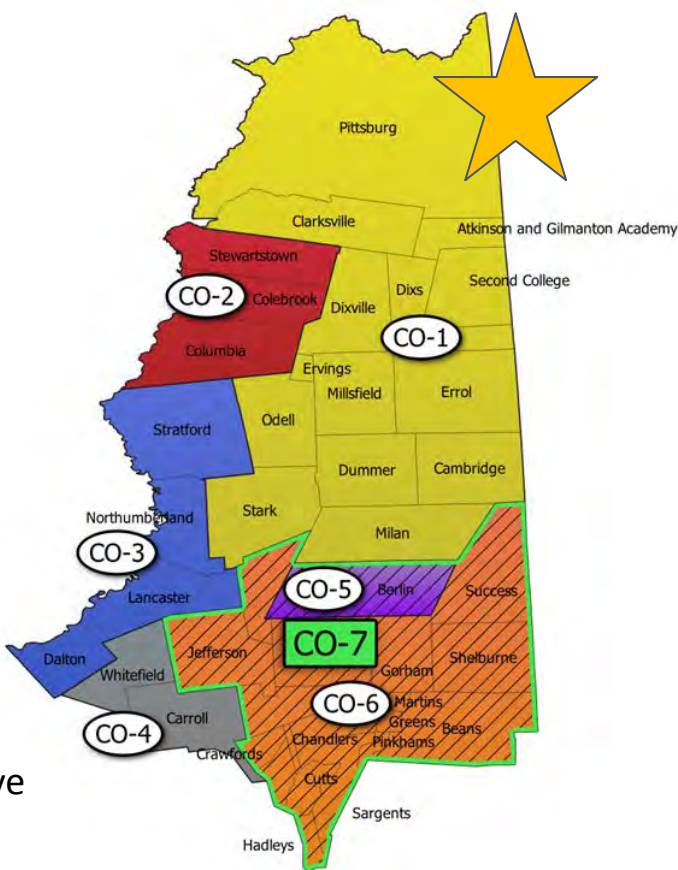 Pittsburg
Clarksville
Atkinson and Gilmanton Academy
Stewartstown
Second College
CO-2
Colebrook
Dixville
Dixs
CO-1
Columbia
Ervings
Millsfield
Errol
Odell
Stratford
Dummer
Cambridge
Stark
Northumberland
Milan
CO-3
CO-5
Berlin
Success
Lancaster
CO-7
Jefferson
Dalton
Whitefield
Gorham
Shelburne
CO-6
Martins
Greens
Carroll
CO-4
Chandlers
Pinkhams
Beans
Crawfords
Cutts
ve
Sargents
Hadleys